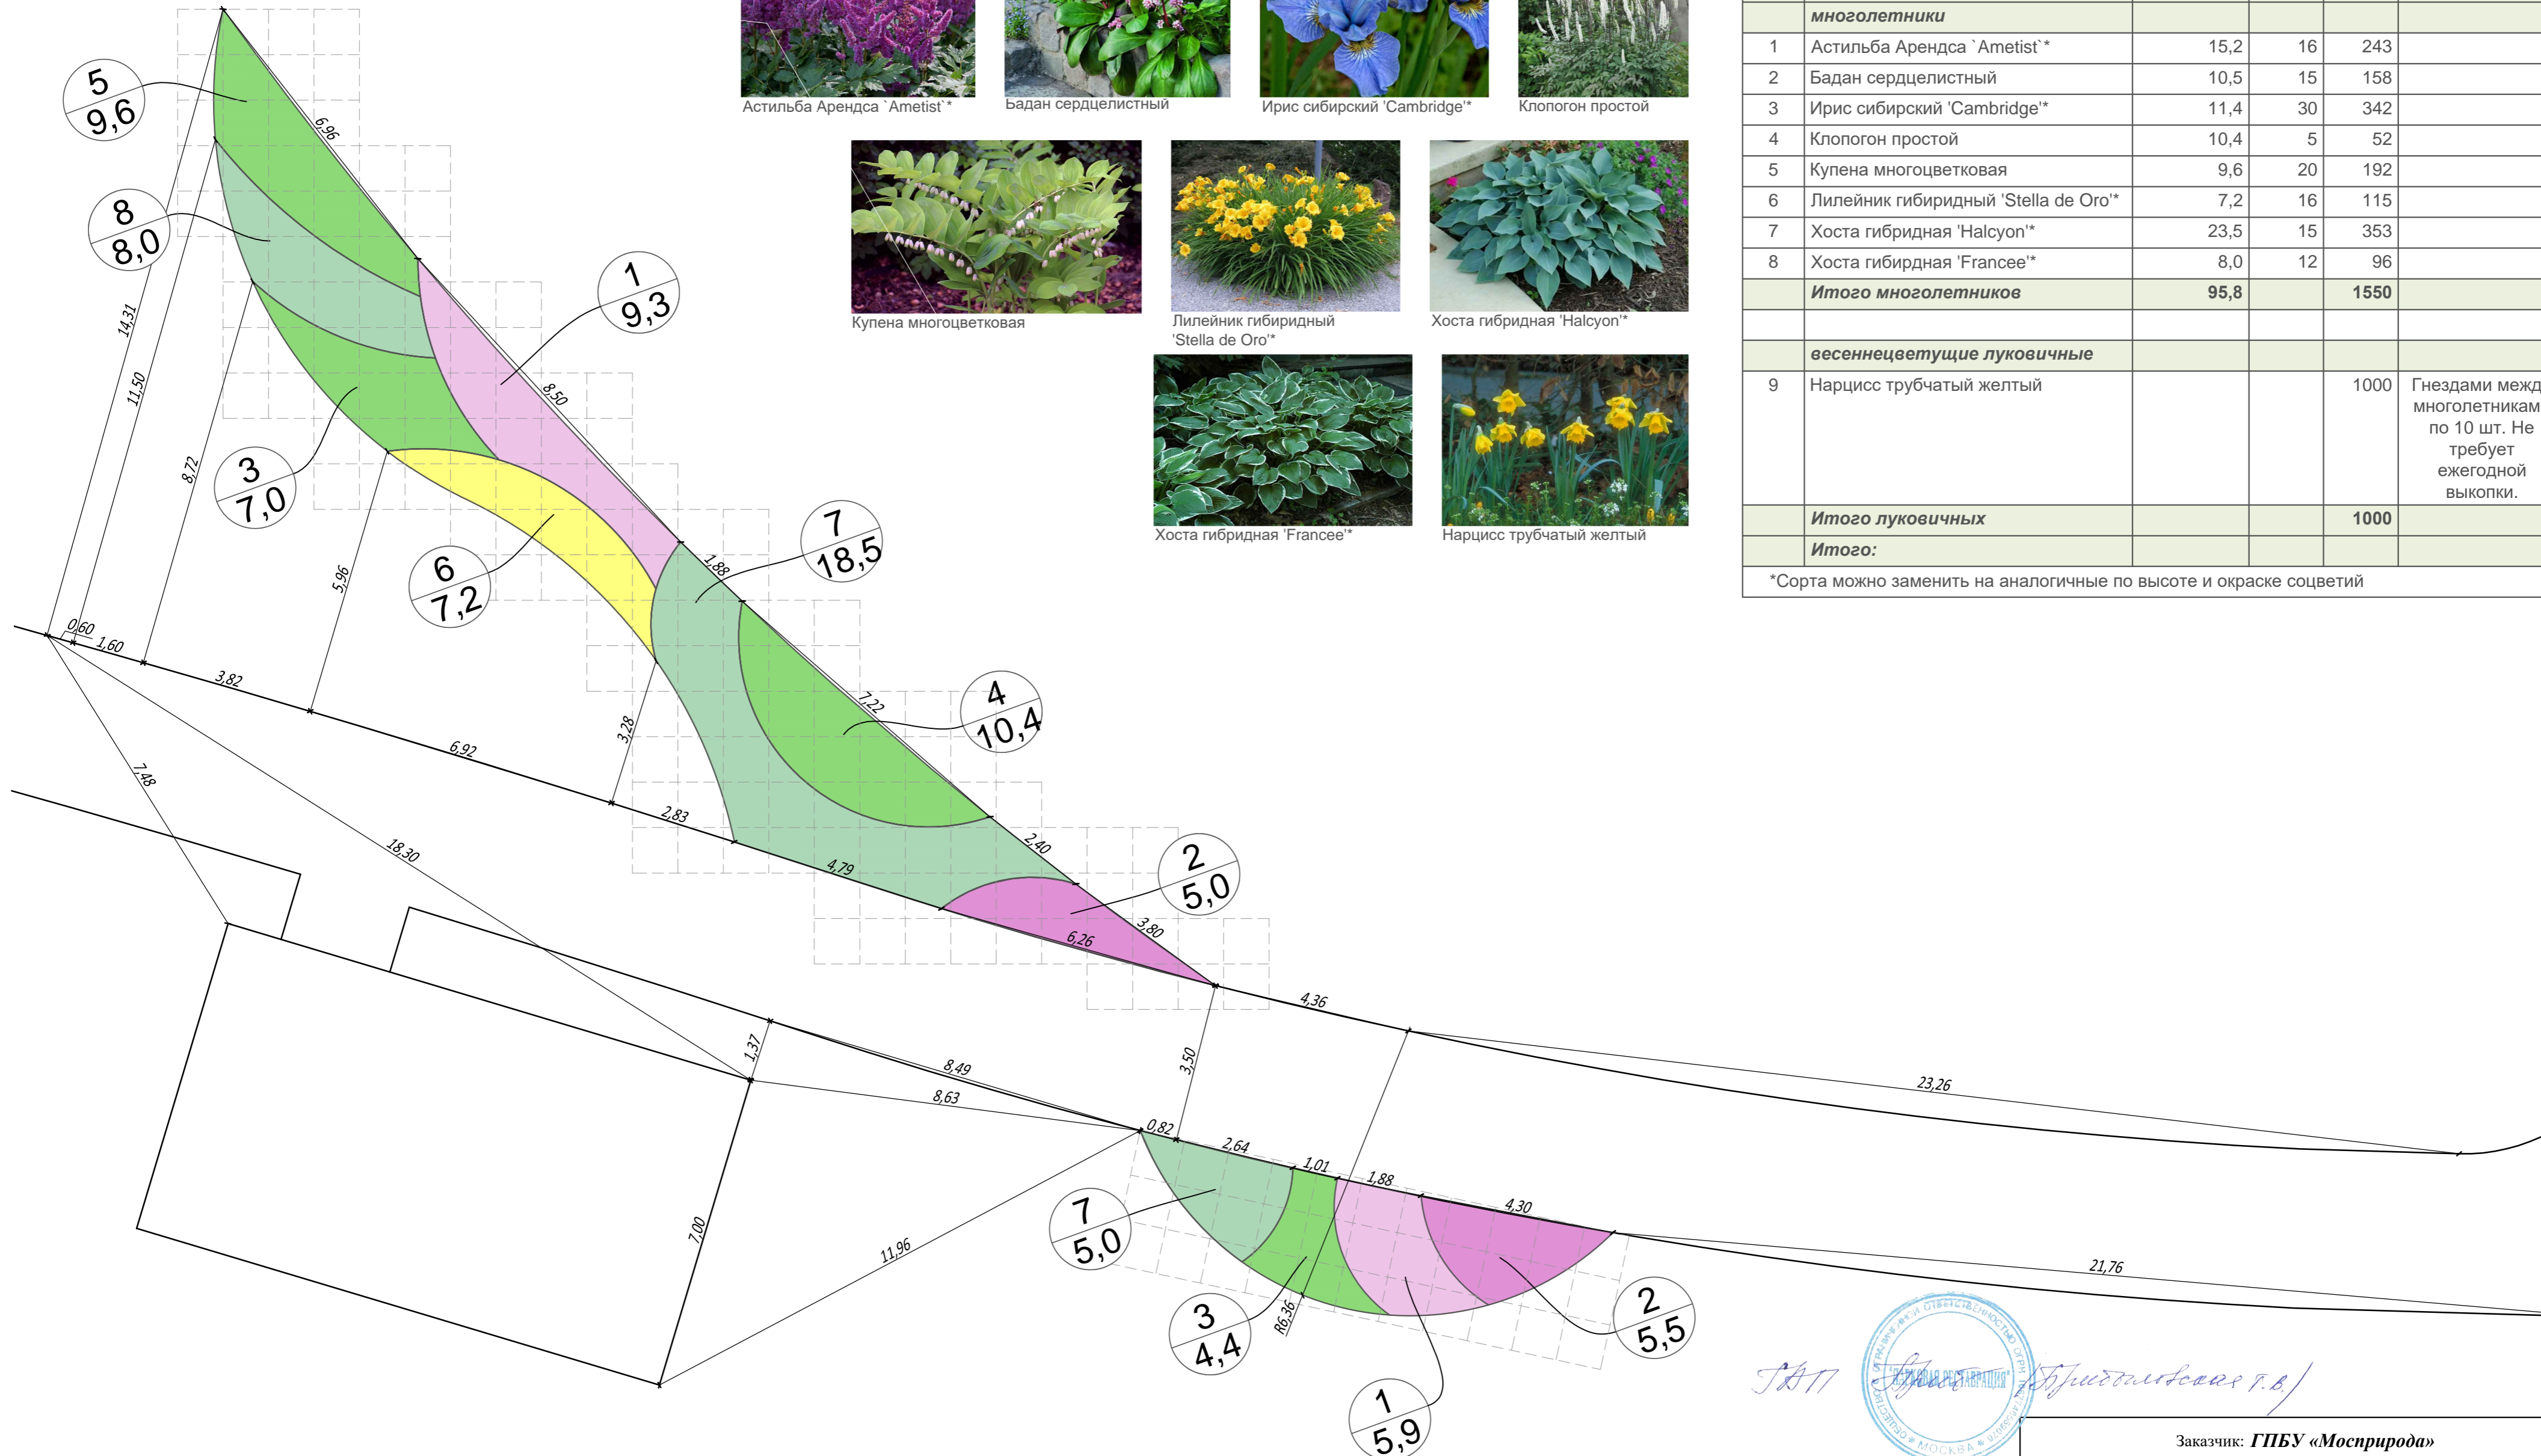 Астильба Арендса `Ametist`*
Бадан сердцелистный
Ирис сибирский 'Cambridge'*
Клопогон простой
Купена многоцветковая
Лилейник гибиридный
'Stella de Oro'*
Хоста гибридная 'Halcyon'*
Хоста гибридная 'Francee'*
Нарцисс трубчатый желтый
многолетники
1 Астильба Арендса `Ametist`* 15,2 16 243
2 Бадан сердцелистный 10,5 15 158
3 Ирис сибирский 'Cambridge'* 11,4 30 342
4 Клопогон простой 10,4 5 52
5 Купена многоцветковая 9,6 20 192
6 Лилейник гибиридный 'Stella de Oro'* 7,2 16 115
7 Хоста гибридная 'Halcyon'* 23,5 15 353
8 Хоста гибирдная 'Francee'* 8,0 12 96
Итого многолетников 95,8 1550
весеннецветущие луковичные
9 Нарцисс трубчатый желтый 1000 Гнездами межд
многолетникам
по 10 шт. Не
требует
ежегодной
выкопки.
Итого луковичных 1000
Итого:
*Сорта можно заменить на аналогичные по высоте и окраске соцветий
5
9,6
8
8,0
1
9,3
3
7,0
6
7,2
7
18,5
4
10,4
2
5,0
7
5,0
3
4,4
1
5,9
2
5,5
6,96
14,31
11,50
8,72
8,50
5,96
1,88
0,60
1,60
3,82
7,22
3,28
6,92
7,48
2,83
18,30
4,79
2,40
6,26
3,80
4,36
1,37
8,49
8,63
3,50
23,26
0,82
2,64
1,01
1,88
4,30
7,00
11,96
R6,36
21,76
ГАП
МОСКВА
Заказчик: ГПБУ «Мосприрода»